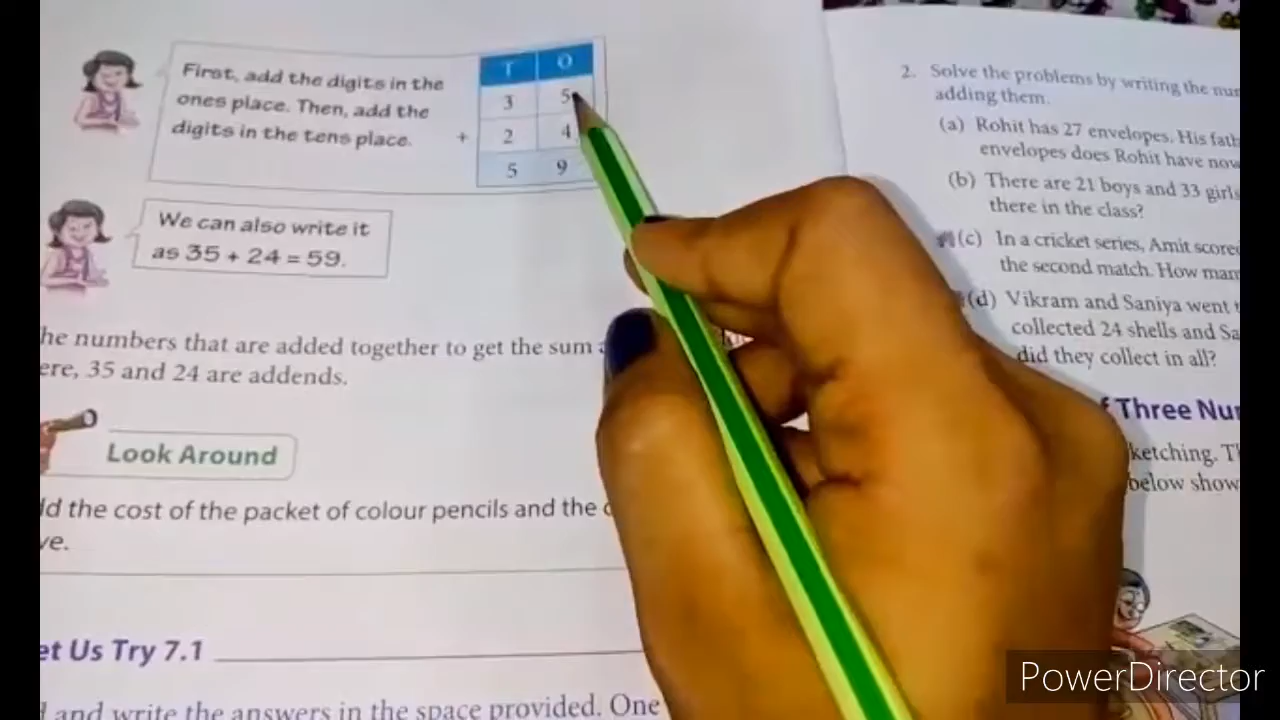 First, add the digits in the
ones place. Then, add the
digits in the tens place.
T O
3 5
+ 2 4
5 9
We can also write it
as 35 + 24 = 59.
he numbers that are added together to get the sum
ere, 35 and 24 are addends.
Look Around
ld the cost of the packet of colour pencils and the
ve.
et Us Try 7.1
and write the answers in the space provided. One
2. Solve the problems by writing the nu
adding them.
(a) Rohit has 27 envelopes. His fath
envelopes does Rohit have now
(b) There are 21 boys and 33 girls
there in the class?
(c) In a cricket series, Amit score
the second match. How man
(d) Vikram and Saniya went
collected 24 shells and Sa
did they collect in all?
f Three Nu
ketching. T
below show
PowerDirector